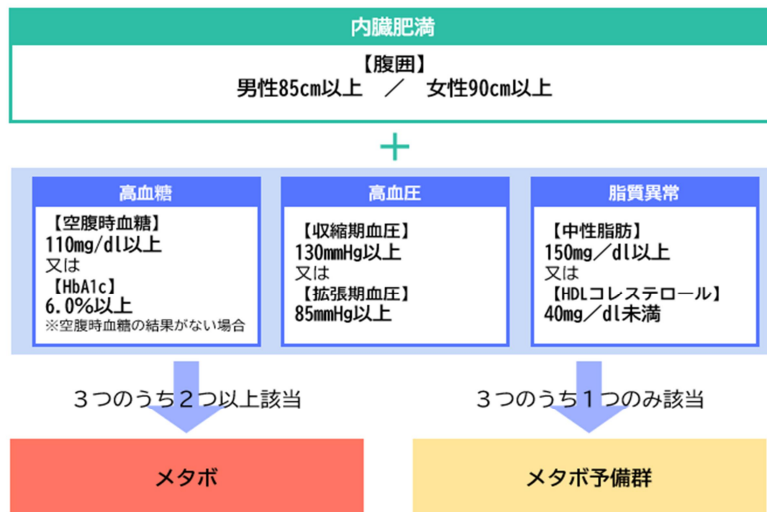 内臓肥満
【腹囲】
男性85cm以上　／　女性90cm以上
＋
高血糖
【空腹時血糖】
110mg/dl以上
又は
【HbA1c】
6.0%以上
※空腹時血糖の結果がない場合
高血圧
【収縮期血圧】
130mmHg以上
又は
【拡張期血圧】
85mmHg以上
脂質異常
【中性脂肪】
150mg／dl以上
又は
【HDLコレステロール】
40mg／dl未満
３つのうち２つ以上該当
３つのうち１つのみ該当
メタボ
メタボ予備群